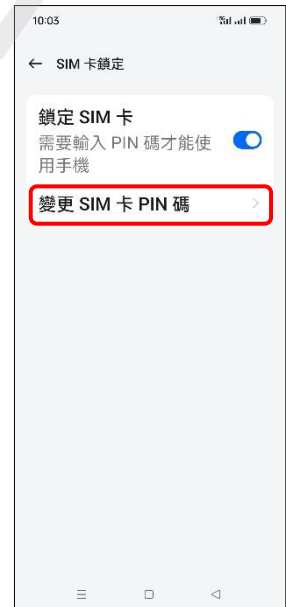 10:03
← SIM 卡鎖定
鎖定 SIM 卡
需要輸入 PIN 碼才能使
用手機
變更 SIM 卡 PIN 碼